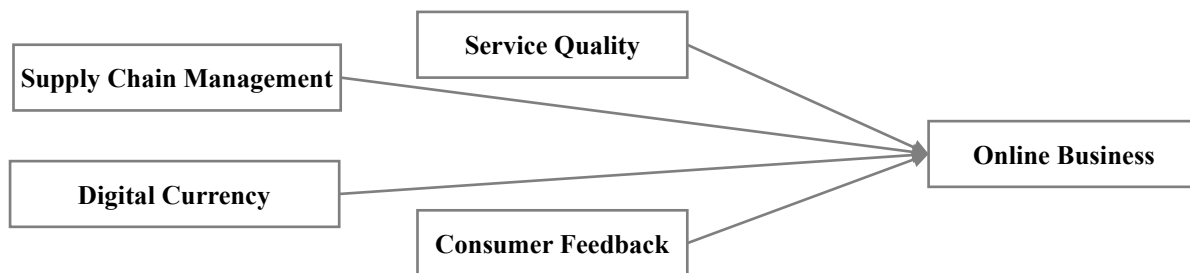 Service Quality
Supply Chain Management
Online Business
Digital Currency
Consumer Feedback